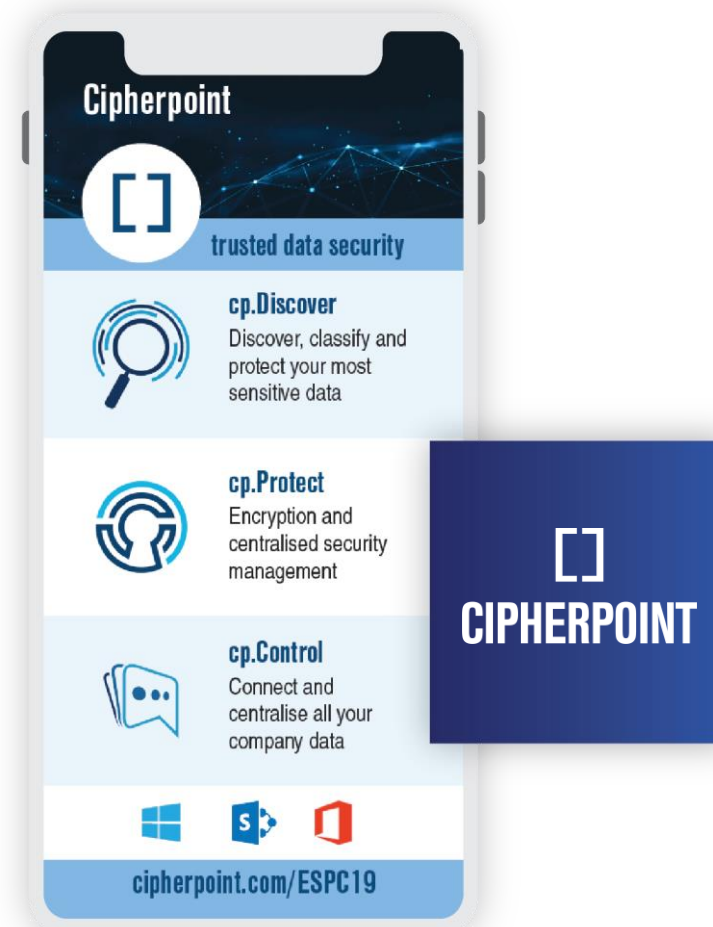 Cipherpoint
[]
trusted data security
cp.Discover
Discover, classify and
protect your most
sensitive data
cp.Protect
Encryption and
centralised security
management
cp.Control
Connect and
centralise all your
company data
S
cipherpoint.com/ESPC19
[]
CIPHERPOINT